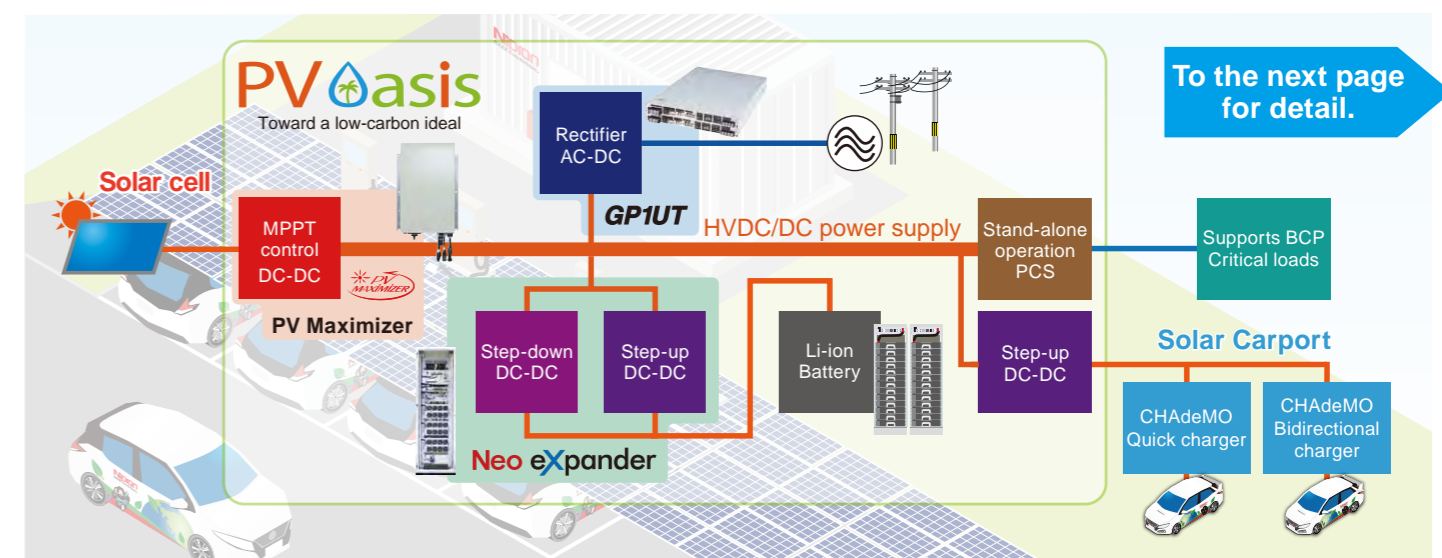 PV Oasis
Toward a low-carbon ideal
To the next page
for detail.
Nipron
Rectifier
AC-DC
GP1UT
Solar cell
MPPT
control
DC-DC
PV
MAXIMIZER
PV Maximizer
HVDC/DC power supply
Stand-alone
operation
PCS
Supports BCP
Critical loads
Step-down
DC-DC
Step-up
DC-DC
Neo eXpander
Li-ion
Battery
Step-up
DC-DC
Solar Carport
CHAdeMO
Quick charger
CHAdeMO
Bidirectional
charger
Nipron